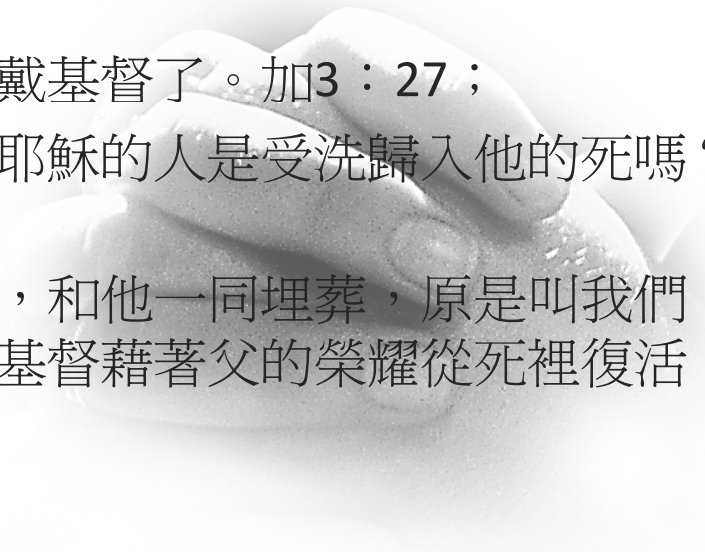 戴基督了。加3：27；
耶穌的人是受洗歸入他的死嗎？
，和他一同埋葬，原是叫我們
基督藉著父的榮耀從死裡復活